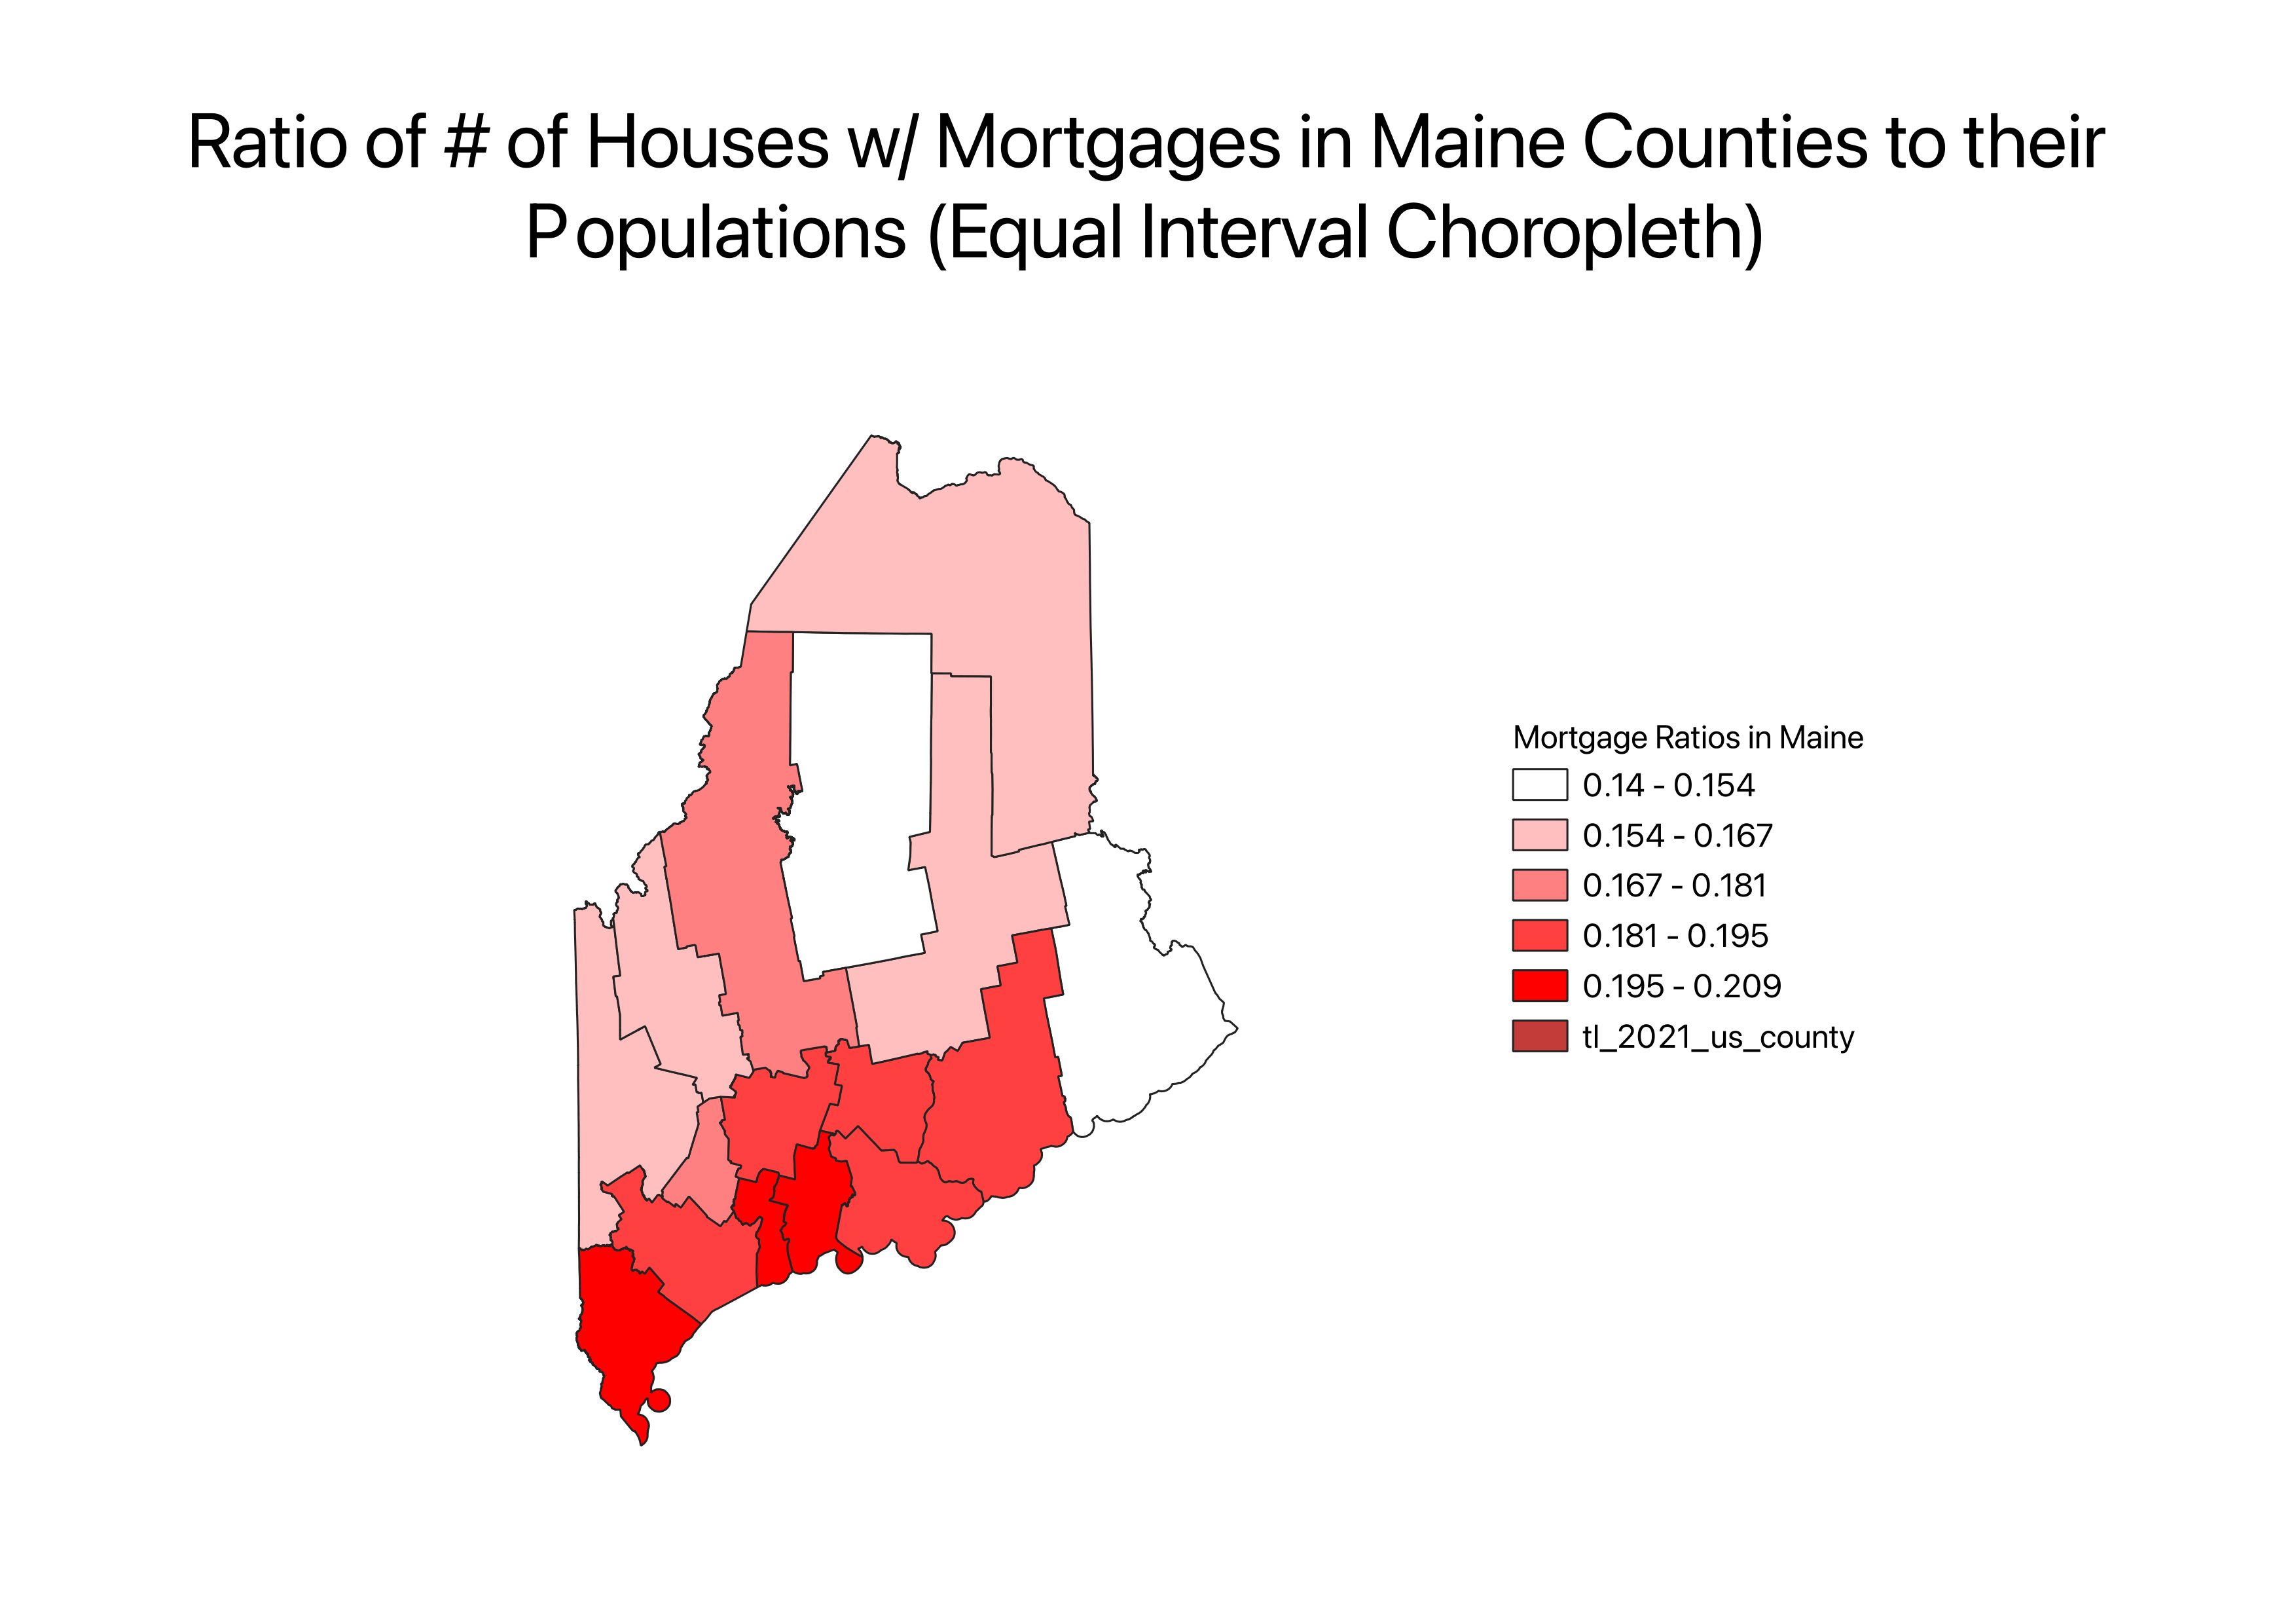 Ratio of # of Houses w/ Mortgages in Maine Counties to their
Populations (Equal Interval Choropleth)
Mortgage Ratios in Maine
0.14 - 0.154
0.154 - 0.167
0.167 - 0.181
0.181 - 0.195
0.195 - 0.209
tl_2021_us_county